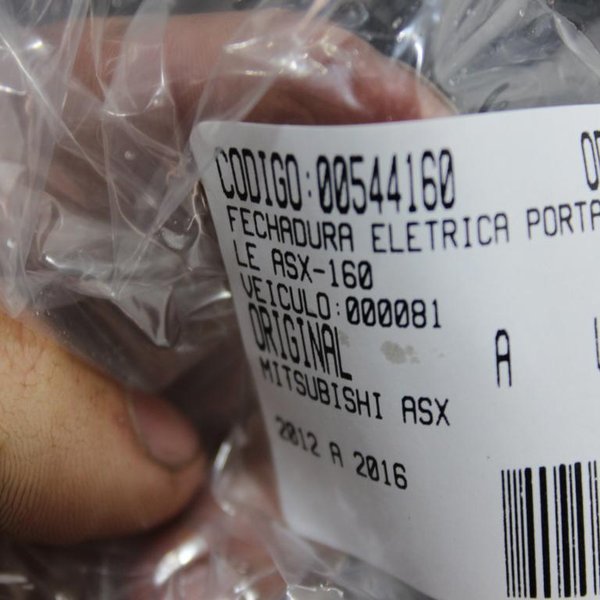 CODIGO:00544160
FECHADURA ELETRICA PORTA
LE ASX-160
VEICULO:000081
ORIGINAL
A
MITSUBISHI ASX
2012 A 2016